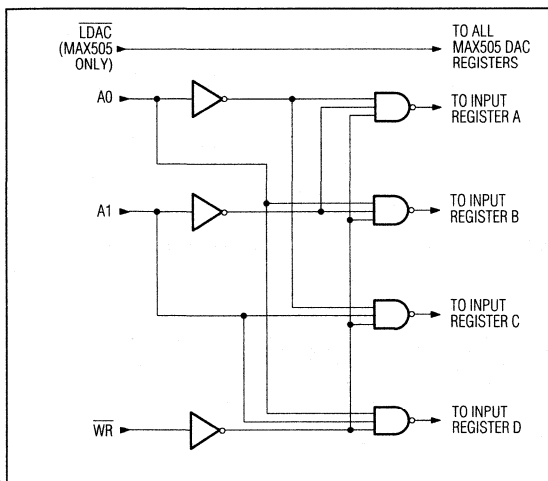 LDAC
(MAX505
ONLY)
TO ALL
MAX505 DAC
REGISTERS
A0
TO INPUT
REGISTER A
A1
TO INPUT
REGISTER B
TO INPUT
REGISTER C
WR
TO INPUT
REGISTER D